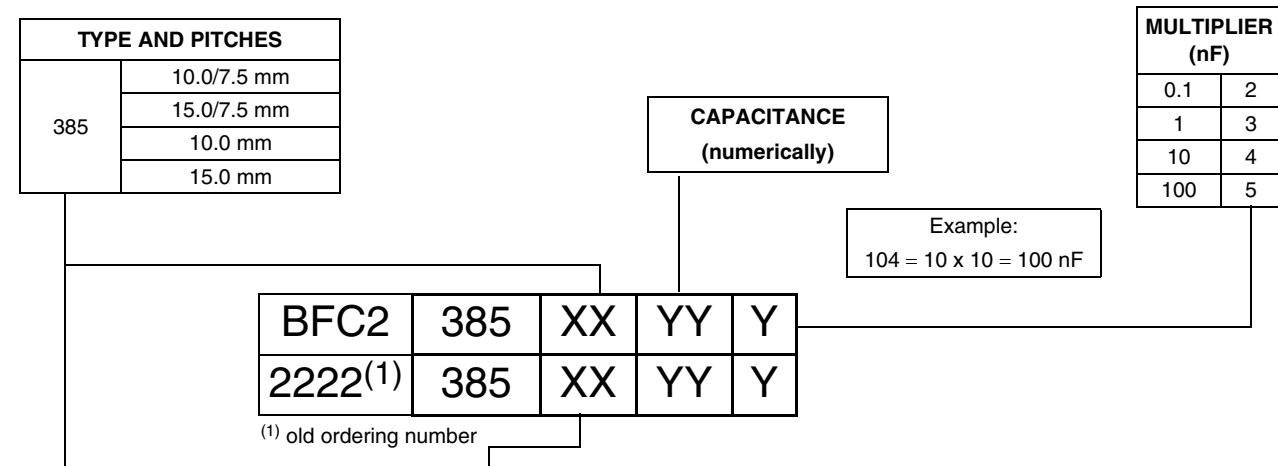 TYPE AND PITCHES
385
10.0/7.5 mm
15.0/7.5 mm
10.0 mm
15.0 mm
CAPACITANCE
(numerically)
MULTIPLIER
(nF)
0.1 2
1 3
10 4
100 5
Example:
104 = 10 x 10 = 100 nF
BFC2 385 XX YY Y
2222(1) 385 XX YY Y
(1) old ordering number